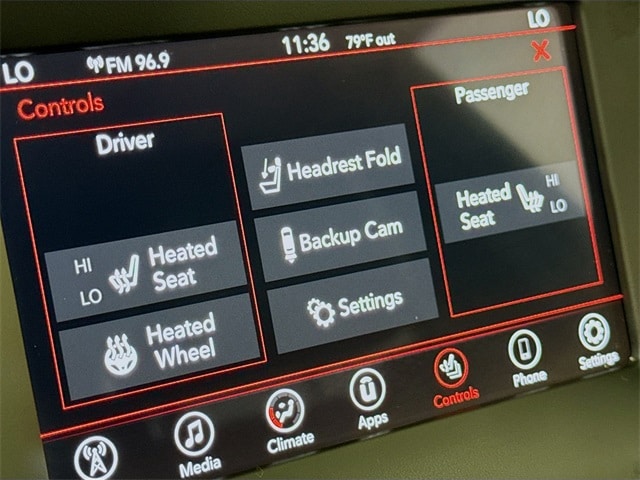 LO
FM 96.9
11:36
79°F out
LO
Controls
Driver
HI
LO
Heated
Seat
Heated
Wheel
Headrest Fold
Backup Cam
Settings
Passenger
Heated
Seat
HI
LO
Media
Climate
Apps
Controls
Phone
Settings